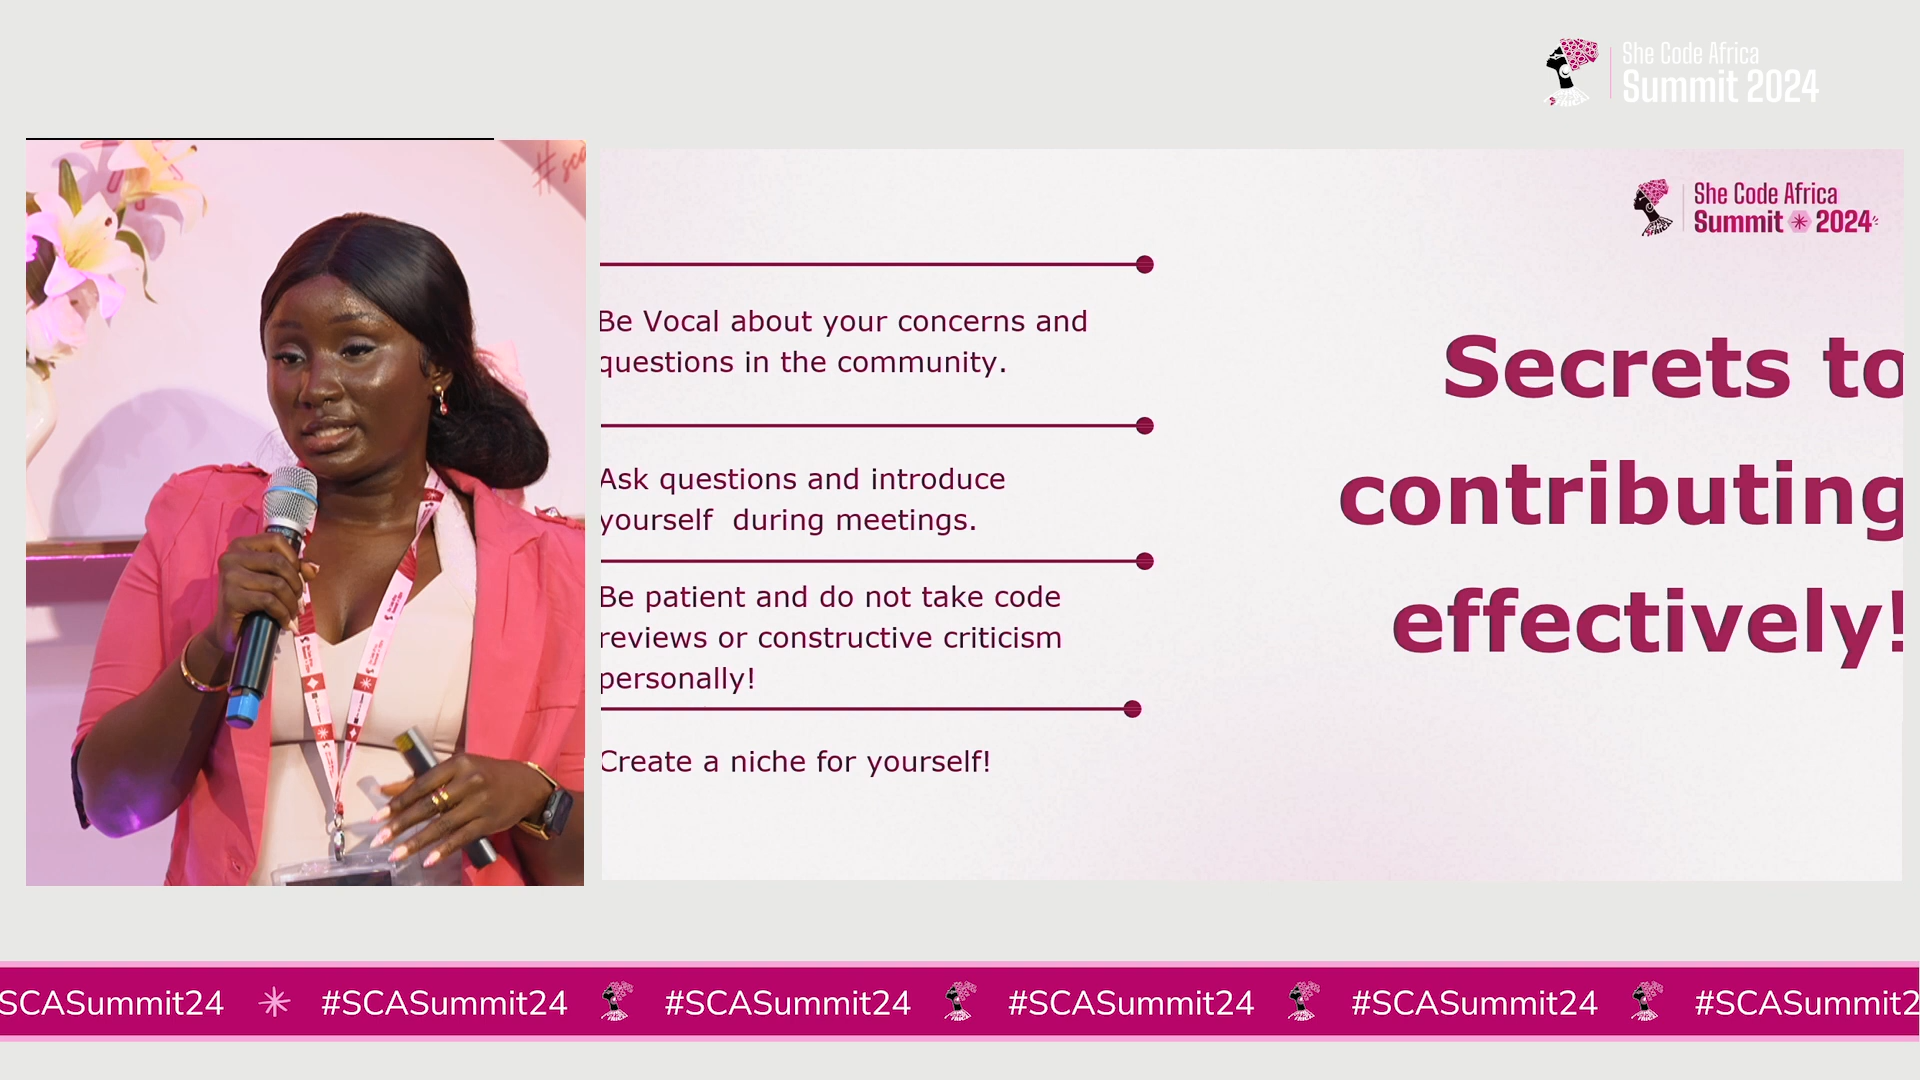 She Code Africa
Summit 2024
#sca
She Code Africa
Summit 2024
Be Vocal about your concerns and
questions in the community.
Ask questions and introduce
yourself during meetings.
Be patient and do not take code
reviews or constructive criticism
personally!
Create a niche for yourself!
Secrets to
contributing
effectively!
SCASummit24 #SCASummit24 #SCASummit24 #SCASummit24 #SCASummit24 #SCASummit2